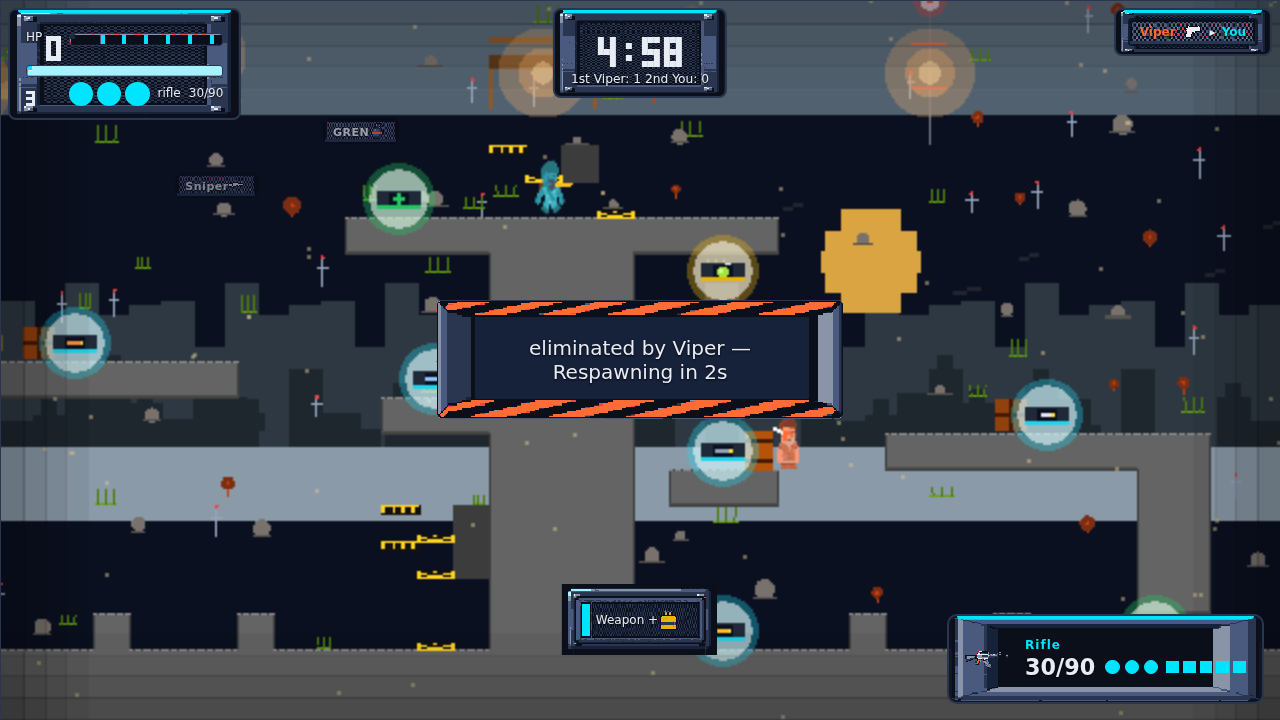 HP 0
3
rifle 30/90
4:58
1st Viper: 1 2nd You: 0
Viper ▸ You
GREN
Sniper
eliminated by Viper —
Respawning in 2s
Weapon +
Rifle
30/90